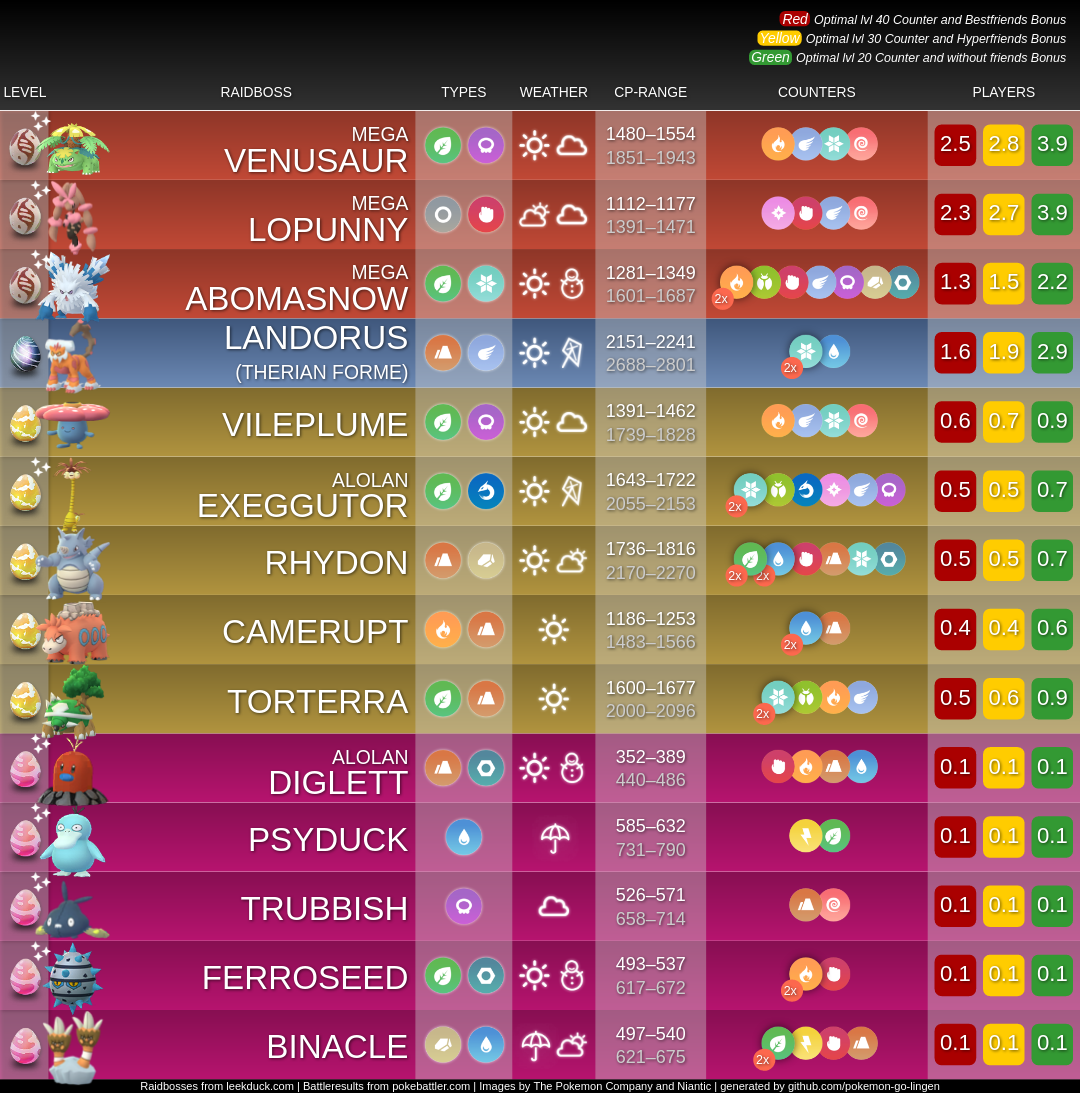 Red Optimal lvl 40 Counter and Bestfriends Bonus
Yellow Optimal lvl 30 Counter and Hyperfriends Bonus
Green Optimal lvl 20 Counter and without friends Bonus
LEVEL RAIDBOSS TYPES WEATHER CP-RANGE COUNTERS PLAYERS
MEGA
VENUSAUR
1480–1554
1851–1943
2.5 2.8 3.9
MEGA
LOPUNNY
1112–1177
1391–1471
2.3 2.7 3.9
MEGA
ABOMASNOW
1281–1349
1601–1687
2x
1.3 1.5 2.2
LANDORUS
(THERIAN FORME)
2151–2241
2688–2801
2x
1.6 1.9 2.9
VILEPLUME
1391–1462
1739–1828
0.6 0.7 0.9
ALOLAN
EXEGGUTOR
1643–1722
2055–2153
2x
0.5 0.5 0.7
RHYDON
1736–1816
2170–2270
2x 2x
0.5 0.5 0.7
CAMERUPT
1186–1253
1483–1566
2x
0.4 0.4 0.6
TORTERRA
1600–1677
2000–2096
2x
0.5 0.6 0.9
ALOLAN
DIGLETT
352–389
440–486
0.1 0.1 0.1
PSYDUCK
585–632
731–790
0.1 0.1 0.1
TRUBBISH
526–571
658–714
0.1 0.1 0.1
FERROSEED
493–537
617–672
2x
0.1 0.1 0.1
BINACLE
497–540
621–675
2x
0.1 0.1 0.1
Raidbosses from leekduck.com | Battleresults from pokebattler.com | Images by The Pokemon Company and Niantic | generated by github.com/pokemon-go-lingen